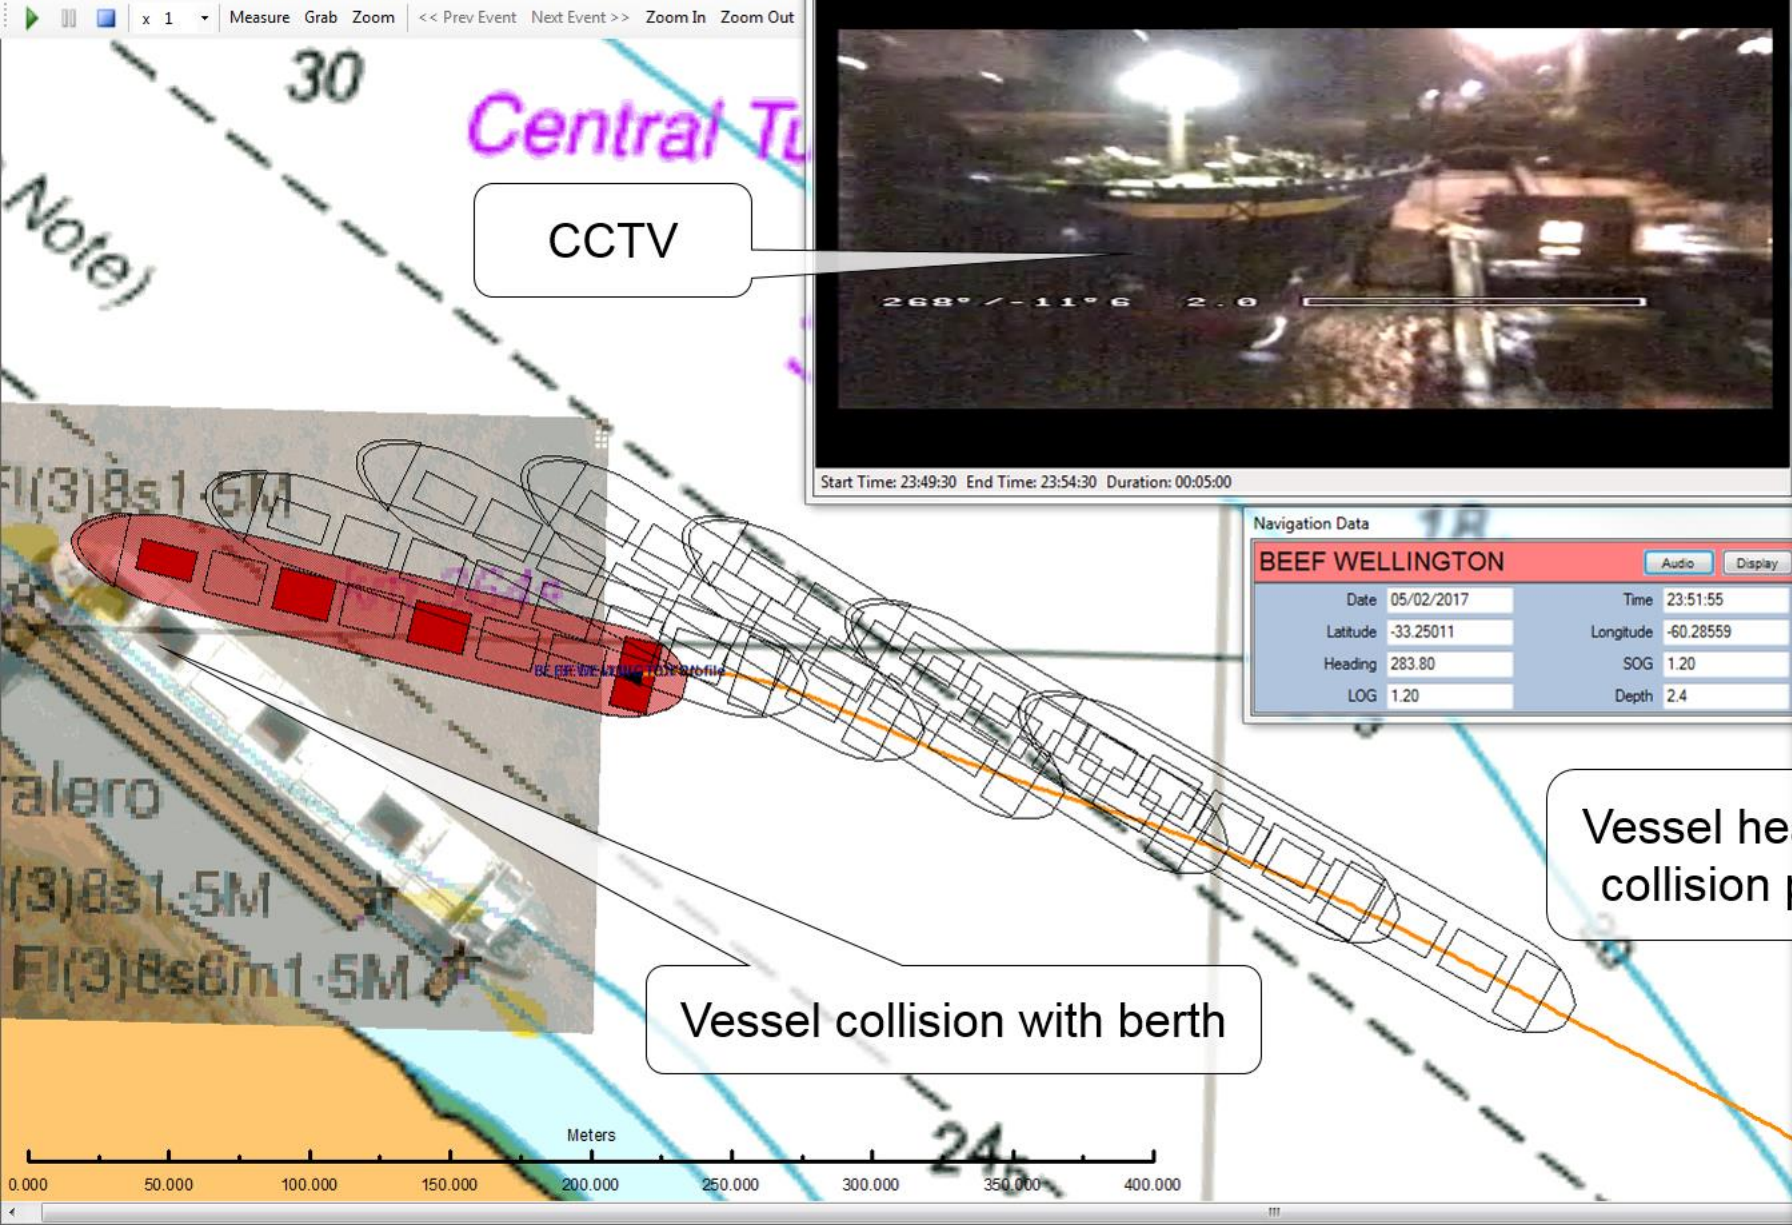 x 1 Measure Grab Zoom << Prev Event Next Event >> Zoom In Zoom Out
30
Central Tu
Note)
CCTV
268°/-11°6 2.0
Start Time: 23:49:30 End Time: 23:54:30 Duration: 00:05:00
Fl(3)8s1·5M
18
Navigation Data
BEEF WELLINGTON Audio Display
Date 05/02/2017 Time 23:51:55
Latitude -33.25011 Longitude -60.28559
Heading 283.80 SOG 1.20
LOG 1.20 Depth 2.4
Profile
alero
Vessel hea
collision p
(3)8s1·5M
Fl(3)8s8m1·5M
Vessel collision with berth
24
Meters
0.000 50.000 100.000 150.000 200.000 250.000 300.000 350.000 400.000